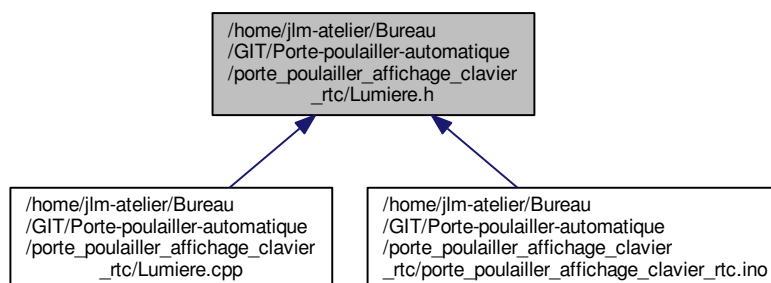 /home/jlm-atelier/Bureau
/GIT/Porte-poulailler-automatique
/porte_poulailler_affichage_clavier
_rtc/Lumiere.h
/home/jlm-atelier/Bureau
/GIT/Porte-poulailler-automatique
/porte_poulailler_affichage_clavier
_rtc/Lumiere.cpp
/home/jlm-atelier/Bureau
/GIT/Porte-poulailler-automatique
/porte_poulailler_affichage_clavier
_rtc/porte_poulailler_affichage_clavier_rtc.ino